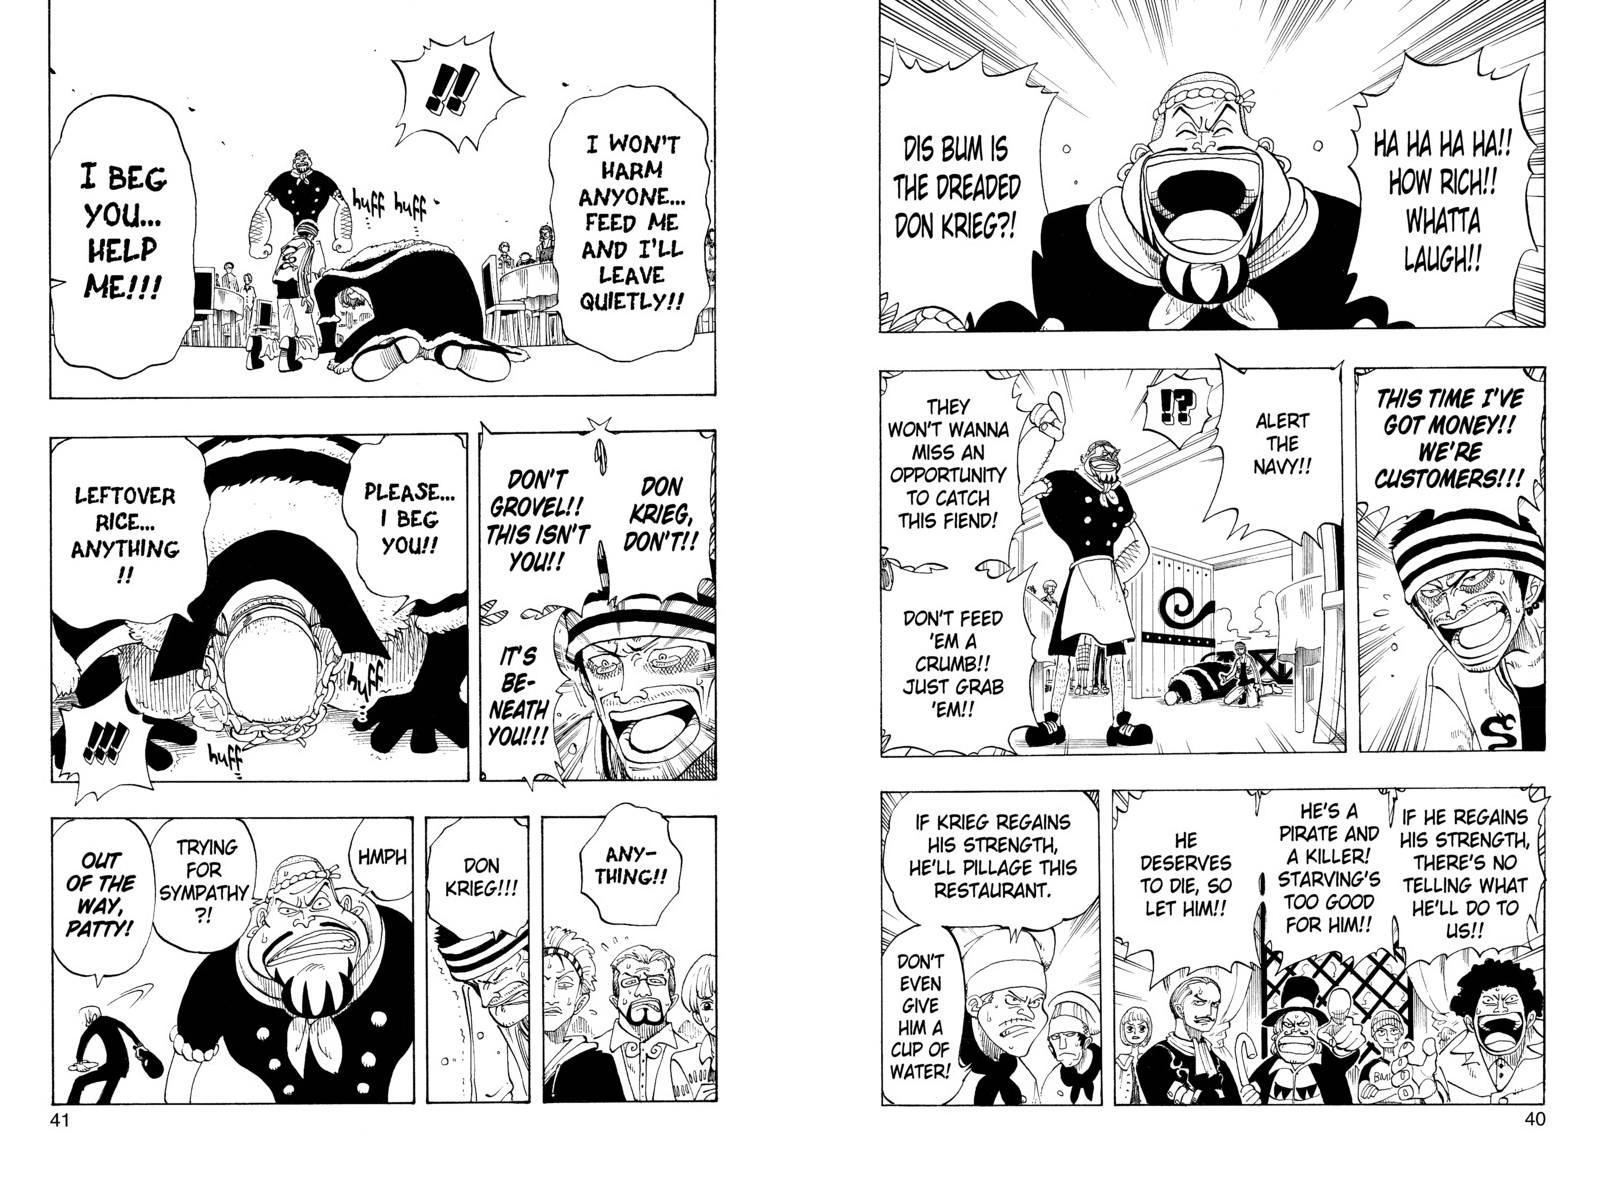 HA HA HA HA!!
HOW RICH!!
WHATTA
LAUGH!!
DIS BUM IS
THE DREADED
DON KRIEG?!
THIS TIME I'VE
GOT MONEY!!
WE'RE
CUSTOMERS!!!
ALERT
THE
NAVY!!
!?
THEY
WON'T WANNA
MISS AN
OPPORTUNITY
TO CATCH
THIS FIEND!
DON'T FEED
'EM A
CRUMB!!
JUST GRAB
'EM!!
IF HE REGAINS
HIS STRENGTH,
THERE'S NO
TELLING WHAT
HE'LL DO TO
US!!
HE'S A
PIRATE AND
A KILLER!
STARVING'S
TOO GOOD
FOR HIM!!
HE
DESERVES
TO DIE, SO
LET HIM!!
IF KRIEG REGAINS
HIS STRENGTH,
HE'LL PILLAGE THIS
RESTAURANT.
DON'T
EVEN
GIVE
HIM A
CUP OF
WATER!
40
!!
I WON'T
HARM
ANYONE...
FEED ME
AND I'LL
LEAVE
QUIETLY!!
huff huff
I BEG
YOU...
HELP
ME!!!
DON
KRIEG,
DON'T!!
DON'T
GROVEL!!
THIS ISN'T
YOU!!
IT'S
BE-
NEATH
YOU!!!
PLEASE...
I BEG
YOU!!
LEFTOVER
RICE...
ANYTHING
!!
huff
huff
!!!
ANY-
THING!!
DON
KRIEG!!!
HMPH
TRYING
FOR
SYMPATHY
?!
OUT
OF THE
WAY,
PATTY!
41